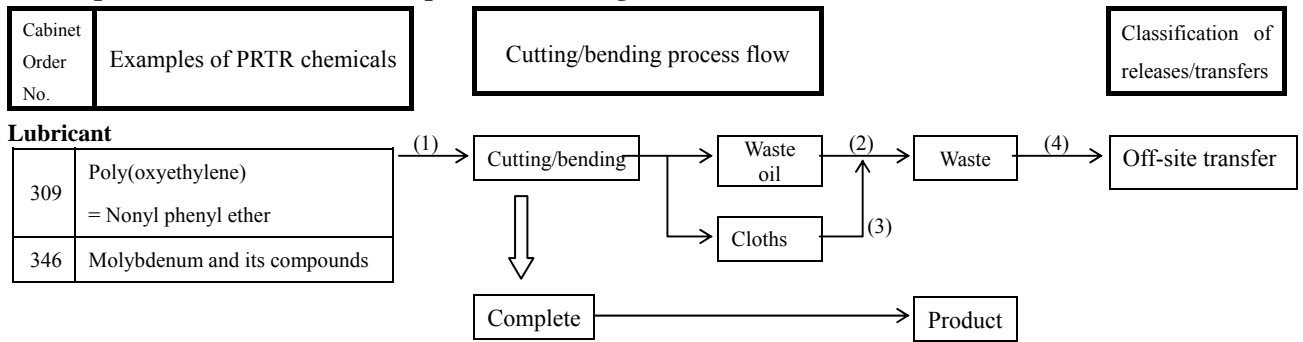 Cabinet
Order
No.
Examples of PRTR chemicals
Cutting/bending process flow
Classification of
releases/transfers
Lubricant
309
Poly(oxyethylene)
= Nonyl phenyl ether
346
Molybdenum and its compounds
(1)
Cutting/bending
Waste
oil
(2)
Waste
(4)
Off-site transfer
Cloths
(3)
Complete
Product